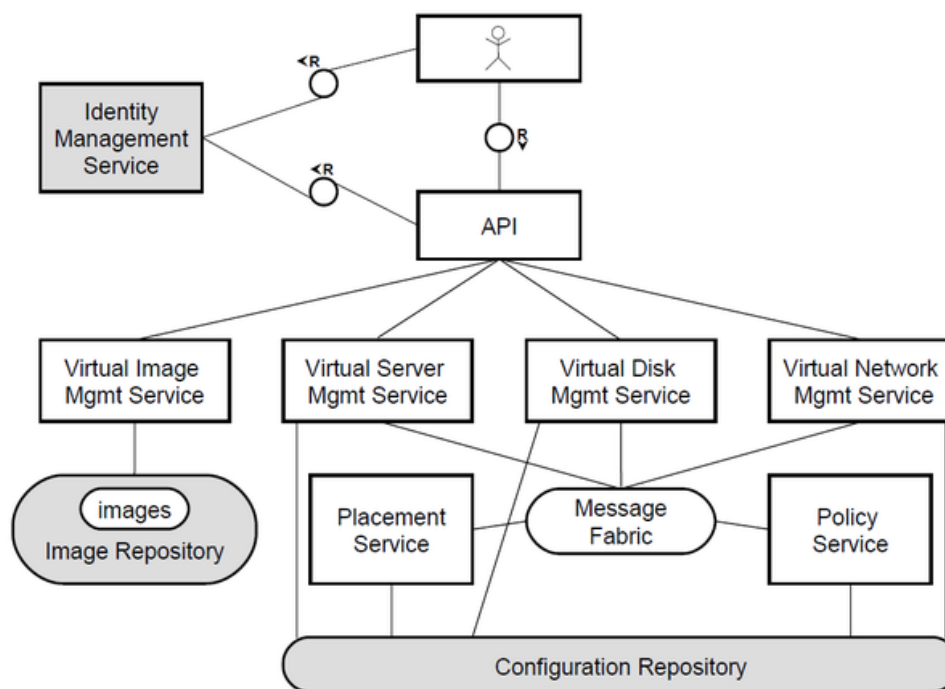 R
R
Identity
Management
Service
R
API
Virtual Image
Mgmt Service
Virtual Server
Mgmt Service
Virtual Disk
Mgmt Service
Virtual Network
Mgmt Service
images
Image Repository
Placement
Service
Message
Fabric
Policy
Service
Configuration Repository